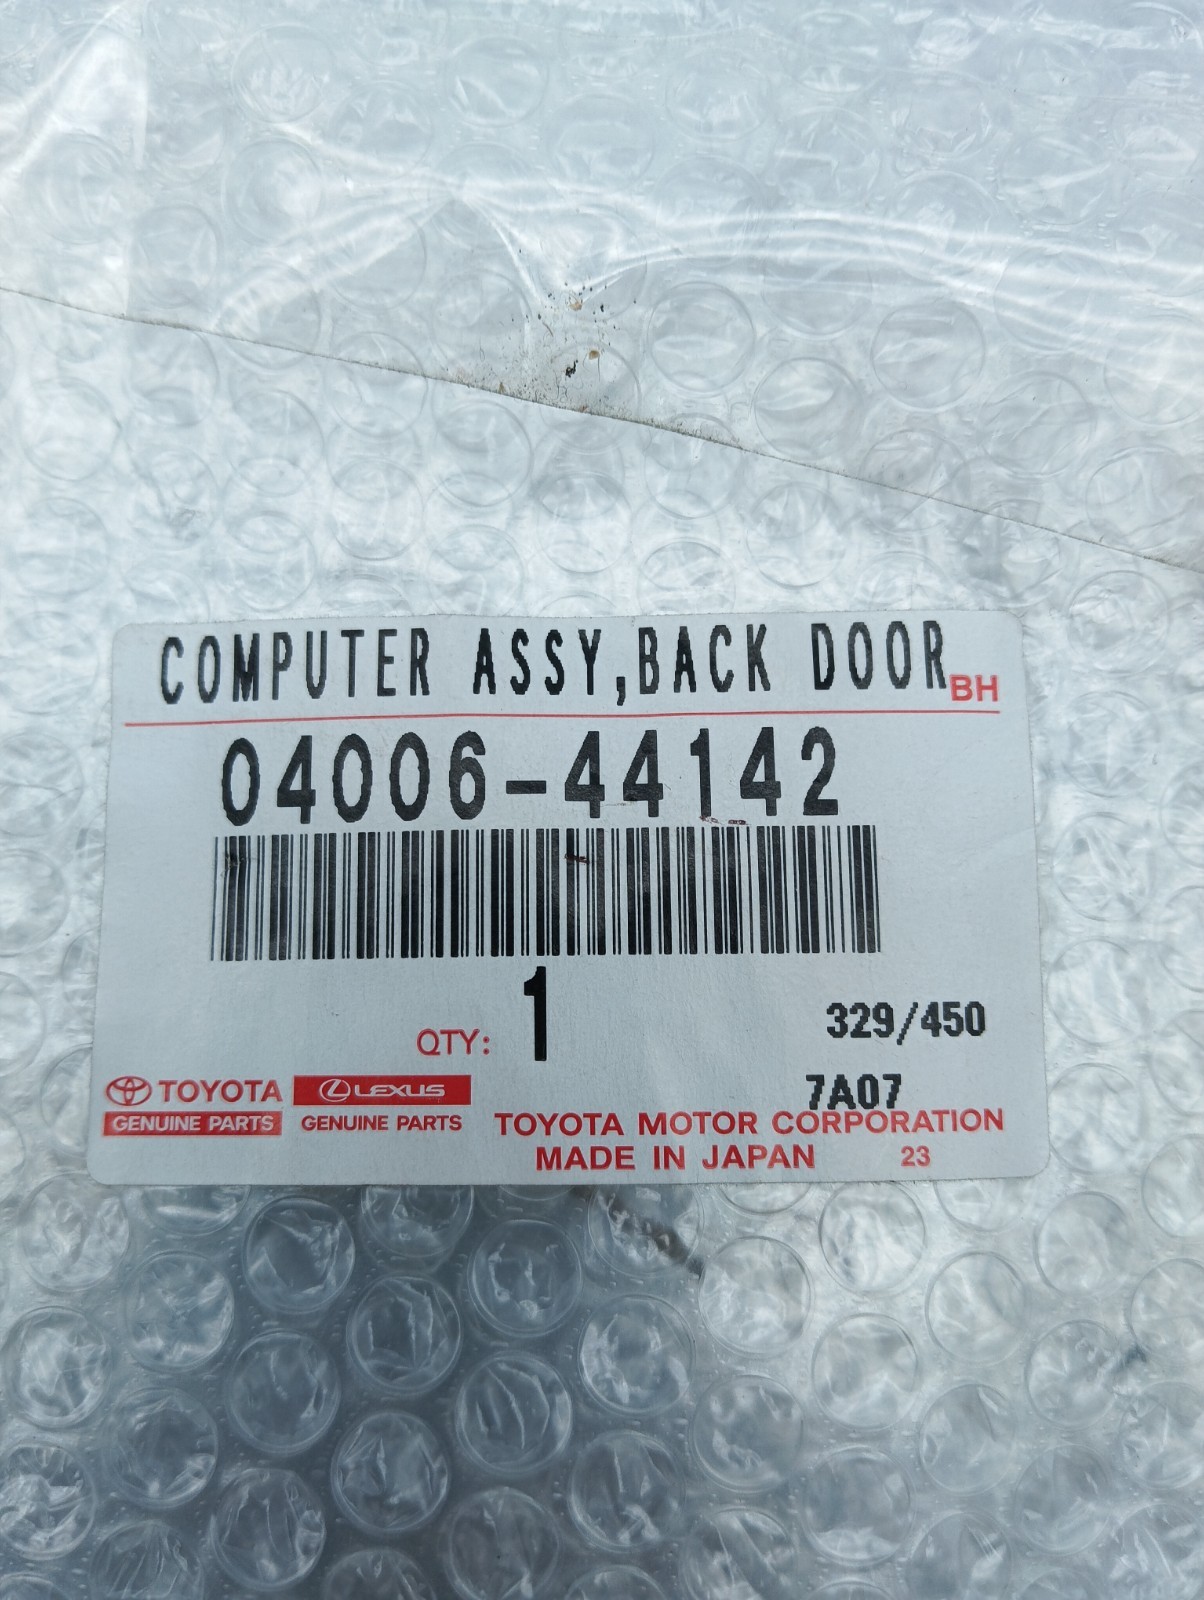 COMPUTER ASSY,BACK DOOR BH
04006-44142
QTY: 1
329/450
7A07
TOYOTA LEXUS
GENUINE PARTS GENUINE PARTS
TOYOTA MOTOR CORPORATION
MADE IN JAPAN 23